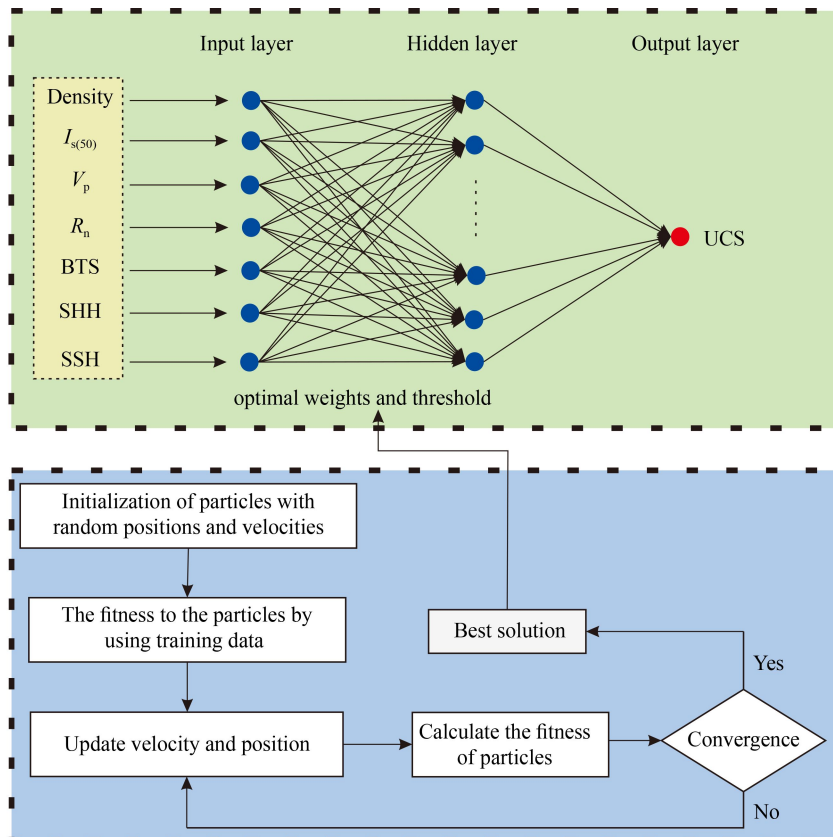 Input layer
Hidden layer
Output layer
Density
Is(50)
Vp
Rn
BTS
SHH
SSH
UCS
optimal weights and threshold
Initialization of particles with
random positions and velocities
The fitness to the particles by
using training data
Best solution
Yes
Update velocity and position
Calculate the fitness
of particles
Convergence
No